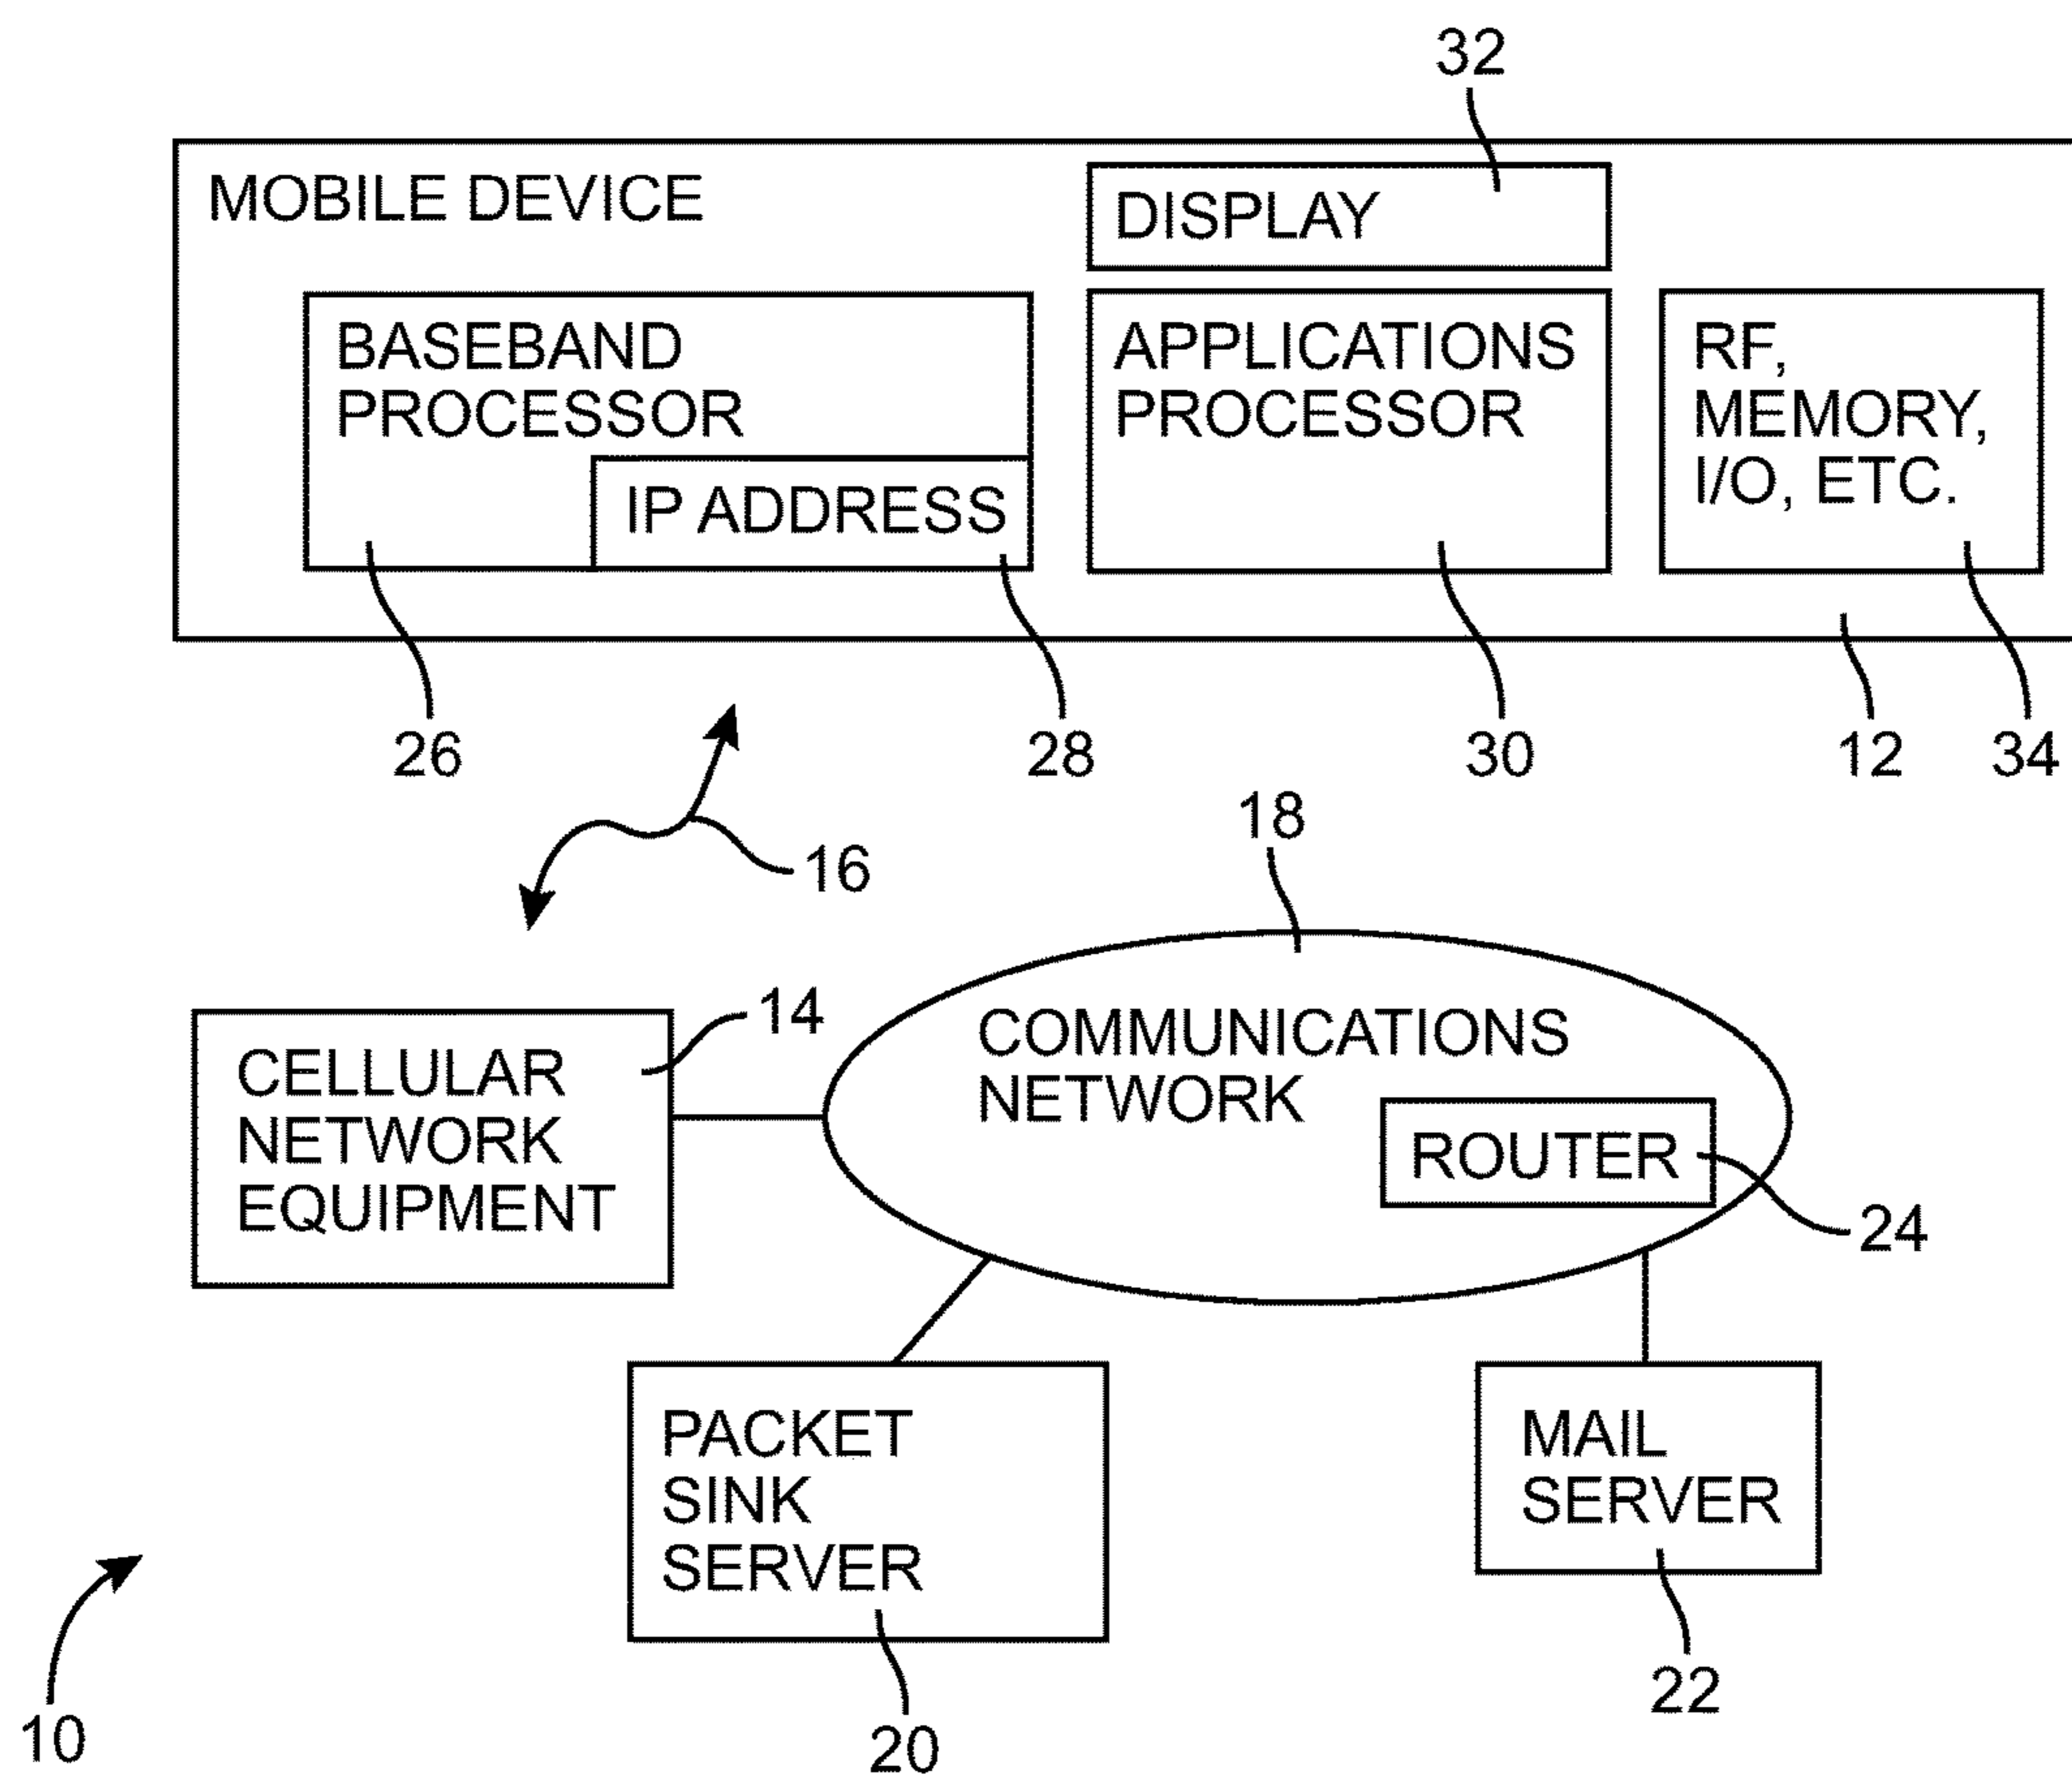 32
MOBILE DEVICE
DISPLAY
BASEBAND
PROCESSOR
IP ADDRESS
APPLICATIONS
PROCESSOR
RF,
MEMORY,
I/O, ETC.
26
28
30
12
34
16
18
14
CELLULAR
NETWORK
EQUIPMENT
COMMUNICATIONS
NETWORK
ROUTER
24
PACKET
SINK
SERVER
MAIL
SERVER
22
10
20